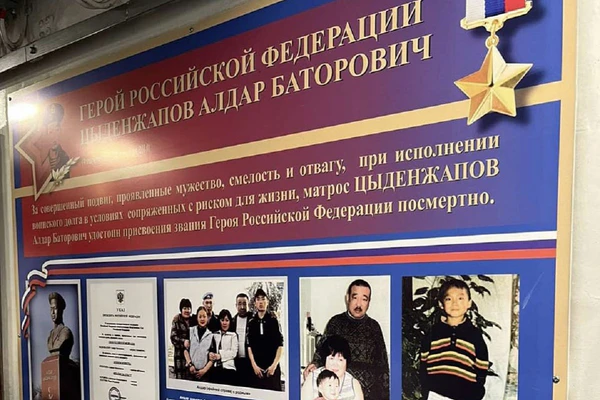 ГЕРОЙ РОССИЙСКОЙ ФЕДЕРАЦИИ
ЦЫДЕНЖАПОВ АЛДАР БАТОРОВИЧ
За совершенный подвиг, проявленные мужество, смелость и отвагу, при исполнении
воинского долга в условиях сопряженных с риском для жизни, матрос ЦЫДЕНЖАПОВ
Алдар Баторович удостоин присвоения звания Героя Российской Федерации посмертно.
УКАЗ